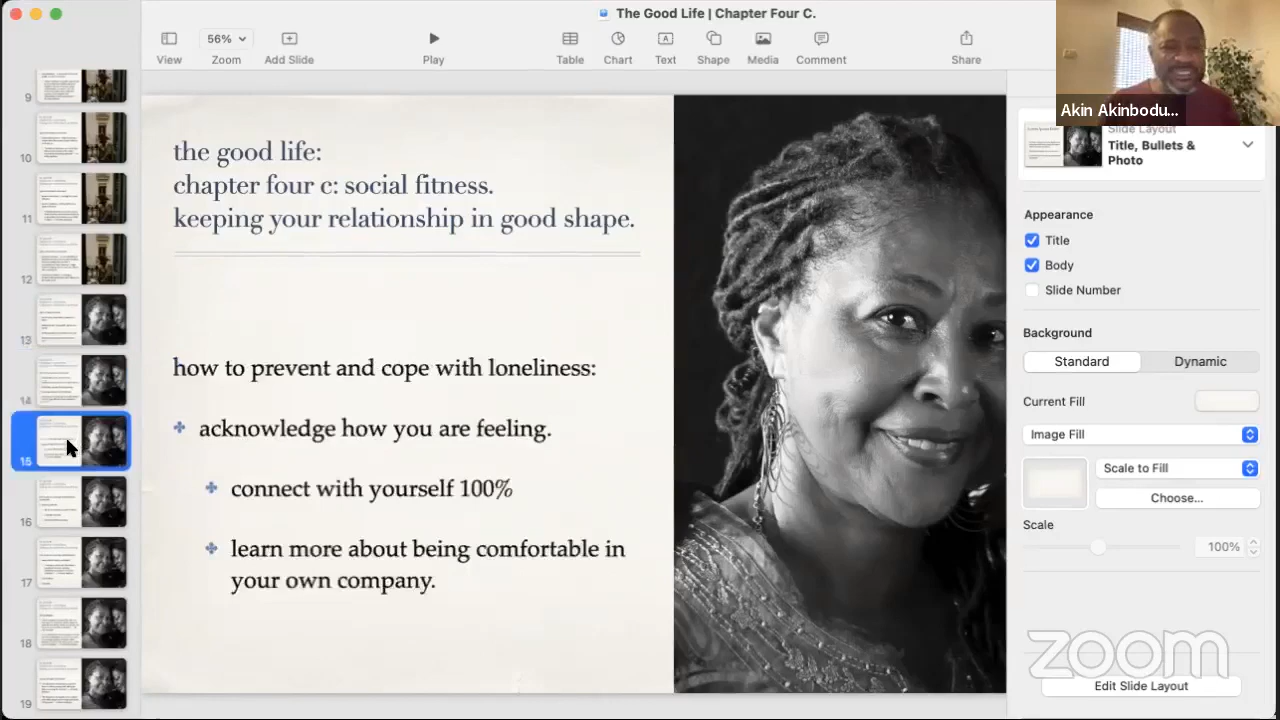 The Good Life | Chapter Four C.
56%
View
Zoom
Add Slide
Play
Table
Chart
Text
Shape
Media
Comment
Share
Akin Akinbodu...
9
10
11
12
13
14
15
16
17
18
19
the good life:
chapter four c: social fitness.
keeping your relationship in good shape.
how to prevent and cope with loneliness:
acknowledge how you are feeling.
connect with yourself 100%
learn more about being comfortable in
your own company.
Slide Layout
Title, Bullets &
Photo
Appearance
Title
Body
Slide Number
Background
Standard
Dynamic
Current Fill
Image Fill
Scale to Fill
Choose...
Scale
100%
zoom
Edit Slide Layout